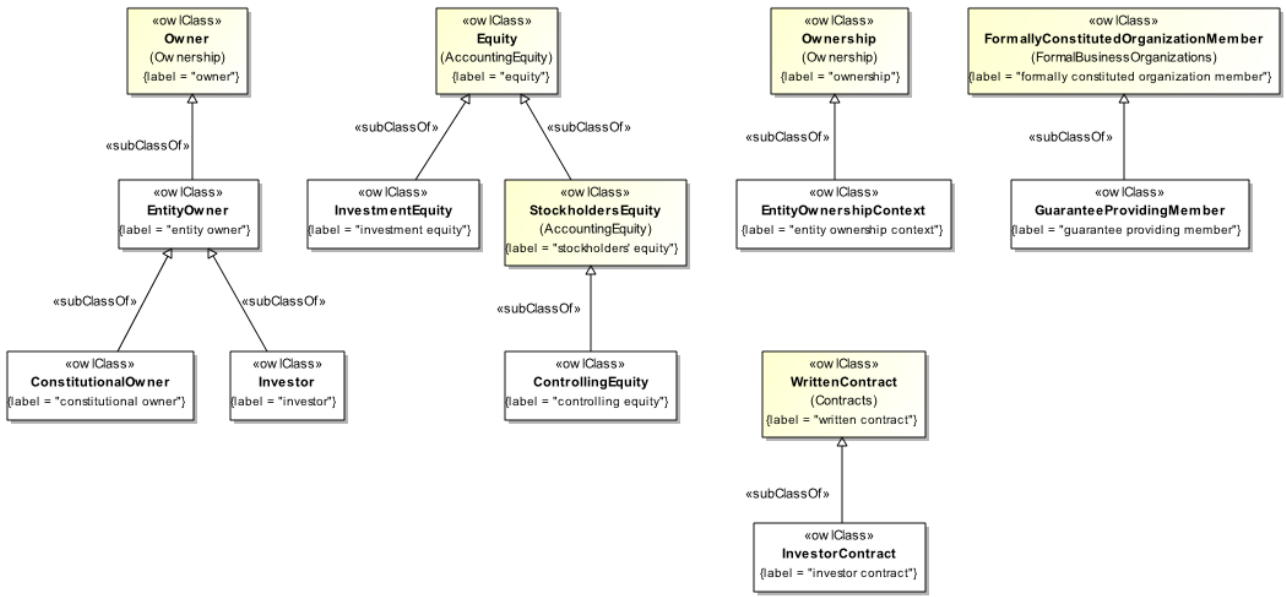 «owlClass»
Owner
(Ownership)
{label = "owner"}
«owlClass»
Equity
(AccountingEquity)
{label = "equity"}
«owlClass»
Ownership
(Ownership)
{label = "ownership"}
«owlClass»
FormallyConstitutedOrganizationMember
(FormalBusinessOrganizations)
{label = "formally constituted organization member"}
«subClassOf»
«subClassOf»
«subClassOf»
«subClassOf»
«subClassOf»
«owlClass»
EntityOwner
{label = "entity owner"}
«owlClass»
InvestmentEquity
{label = "investment equity"}
«owlClass»
StockholdersEquity
(AccountingEquity)
{label = "stockholders' equity"}
«owlClass»
EntityOwnershipContext
{label = "entity ownership context"}
«owlClass»
GuaranteeProvidingMember
{label = "guarantee providing member"}
«subClassOf»
«subClassOf»
«subClassOf»
«owlClass»
ConstitutionalOwner
{label = "constitutional owner"}
«owlClass»
Investor
{label = "investor"}
«owlClass»
ControllingEquity
{label = "controlling equity"}
«owlClass»
WrittenContract
(Contracts)
{label = "written contract"}
«subClassOf»
«owlClass»
InvestorContract
{label = "investor contract"}